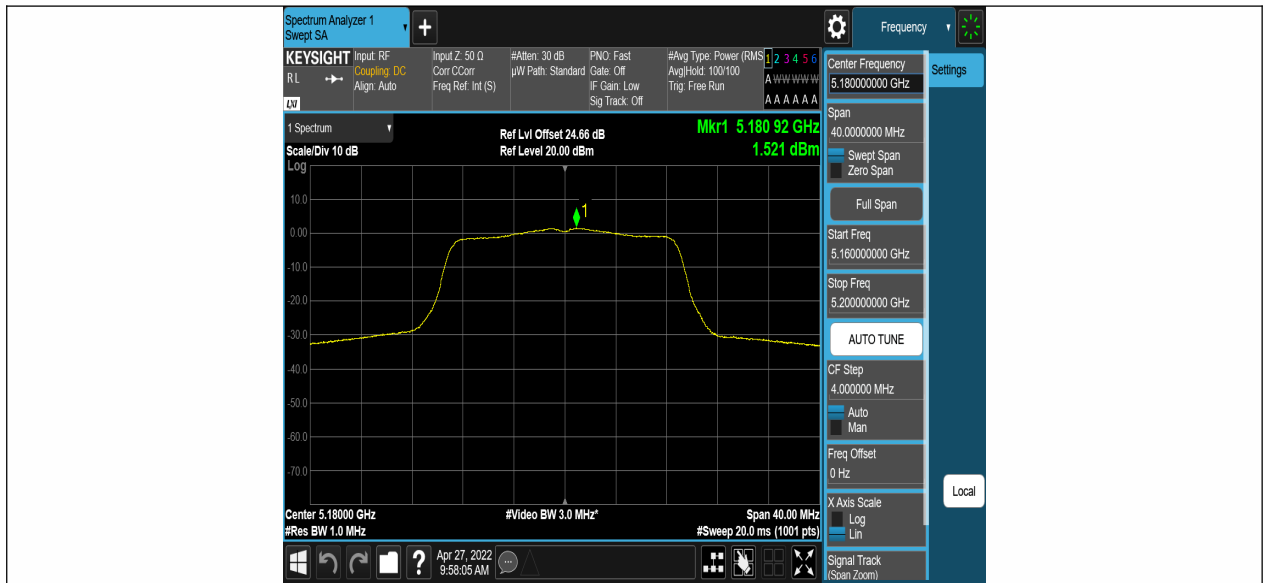 Spectrum Analyzer 1
Swept SA
Frequency
KEYSIGHT
RL
LXI
Input: RF
Coupling: DC
Align: Auto
Input Z: 50 Ω
Corr CCorr
Freq Ref: Int (S)
#Atten: 30 dB
µW Path: Standard
PNO: Fast
Gate: Off
IF Gain: Low
Sig Track: Off
#Avg Type: Power (RMS
Avg|Hold: 100/100
Trig: Free Run
1 2 3 4 5 6
A W W W W W
A A A A A A
Center Frequency
5.180000000 GHz
Settings
1 Spectrum
Ref Lvl Offset 24.66 dB
Mkr1 5.180 92 GHz
Scale/Div 10 dB
Ref Level 20.00 dBm
1.521 dBm
Log
10.0
0.00
-10.0
-20.0
-30.0
-40.0
-50.0
-60.0
-70.0
1
Center 5.18000 GHz
#Video BW 3.0 MHz*
Span 40.00 MHz
#Res BW 1.0 MHz
#Sweep 20.0 ms (1001 pts)
Span
40.0000000 MHz
Swept Span
Zero Span
Full Span
Start Freq
5.160000000 GHz
Stop Freq
5.200000000 GHz
AUTO TUNE
CF Step
4.000000 MHz
Auto
Man
Freq Offset
0 Hz
Local
X Axis Scale
Log
Lin
Signal Track
(Span Zoom)
?
Apr 27, 2022
9:58:05 AM